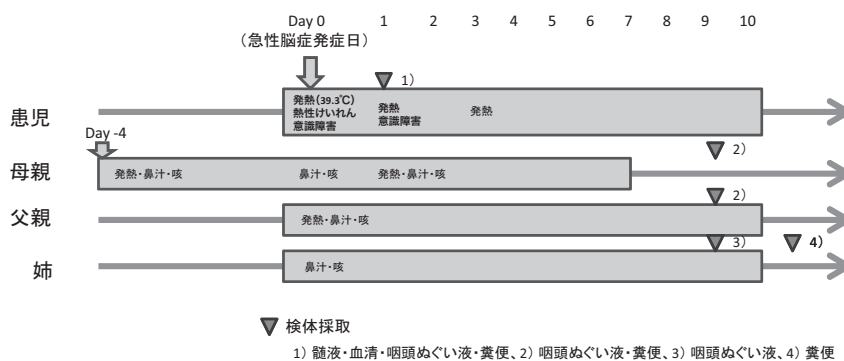 Day 0 1 2 3 4 5 6 7 8 9 10
(急性脳症発症日)
1)
患児 発熱(39.3℃) 発熱 発熱
熱性けいれん 意識障害
意識障害
Day -4
2)
母親 発熱・鼻汁・咳 鼻汁・咳 発熱・鼻汁・咳
2)
父親 発熱・鼻汁・咳
3) 4)
姉 鼻汁・咳
検体採取
1) 髄液・血清・咽頭ぬぐい液・糞便、2) 咽頭ぬぐい液・糞便、3) 咽頭ぬぐい液、4) 糞便